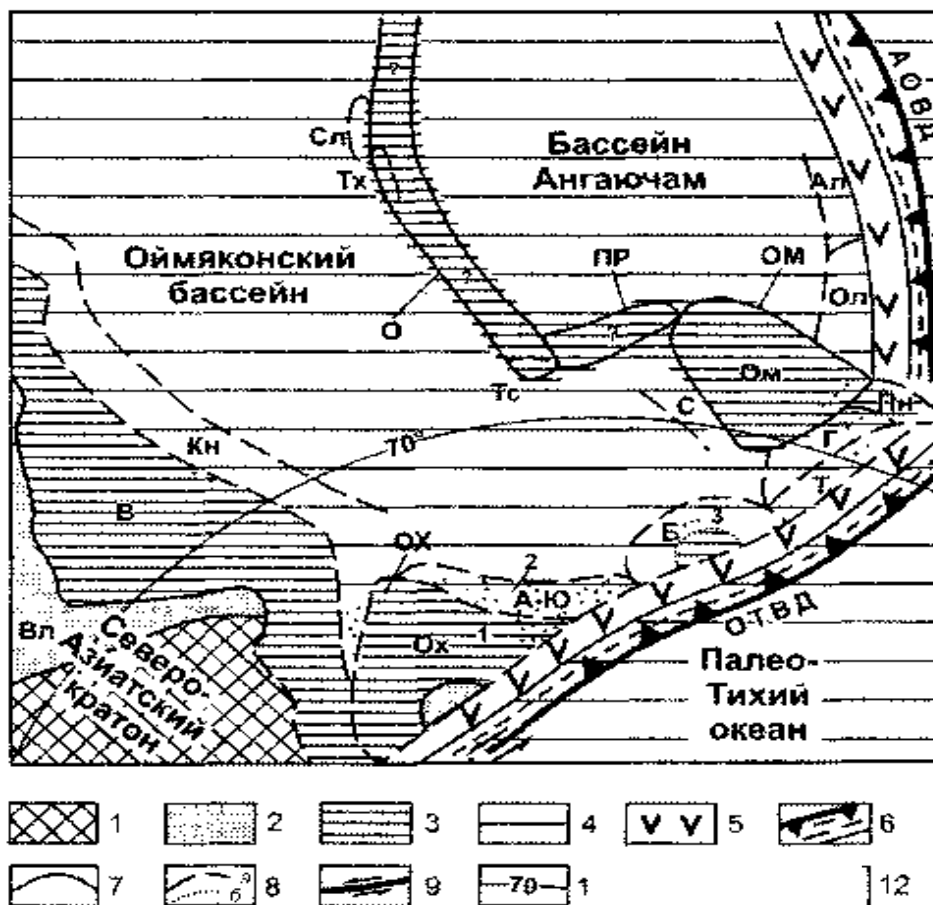 АОВД
?
Сл
Бассейн
Ангаючам
Тх
Ал
Оймяконский
бассейн
ПР
ОМ
?
О
Ол
?
Ом
Тс
С
Пн
Кн
70°
Г
Т
В
Б
3
ОХ
2
А-Ю
ОТВД
Вл
1
Ох
Северо-
Азиатский
кратон
Палео-
Тихий
океан
1 2 3 4 5 6
7 а б 8 9 70 1 12